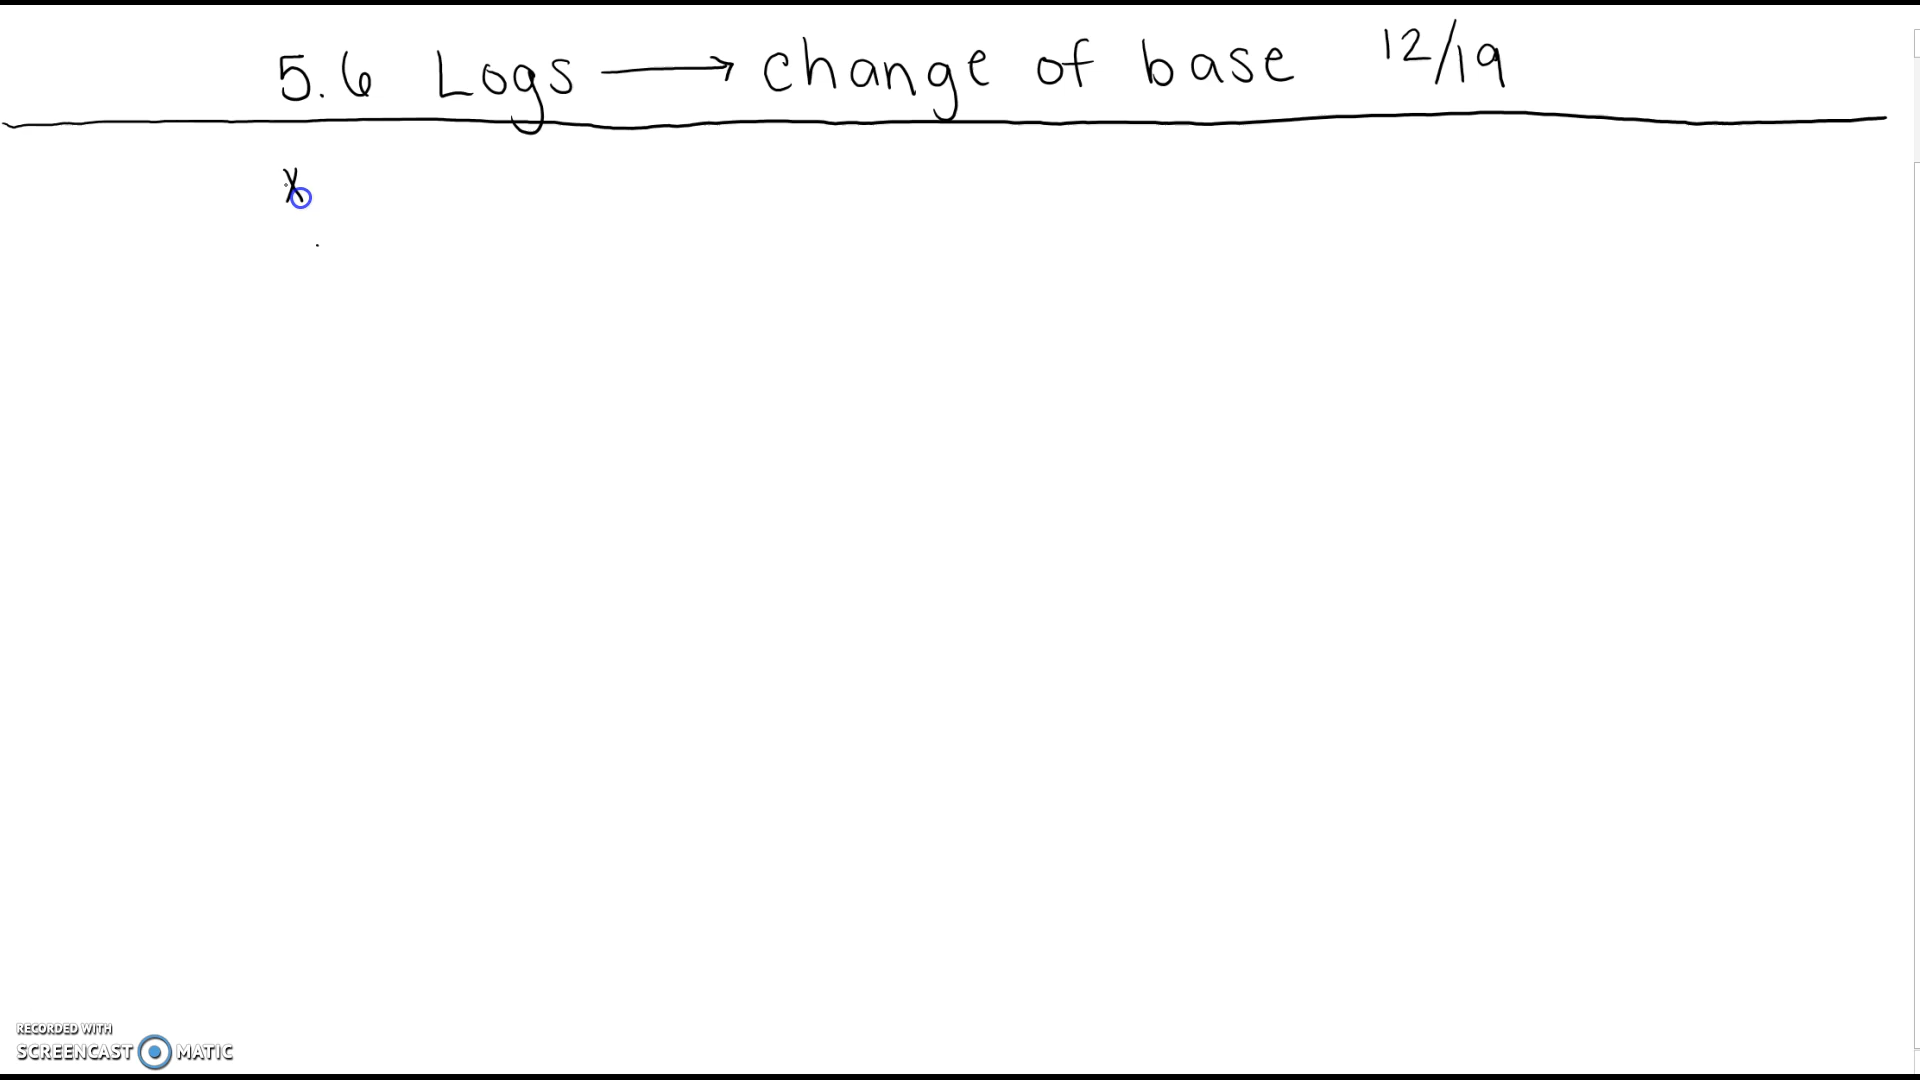 5.6 Logs → change of base 12/19
x
RECORDED WITH
SCREENCAST MATIC